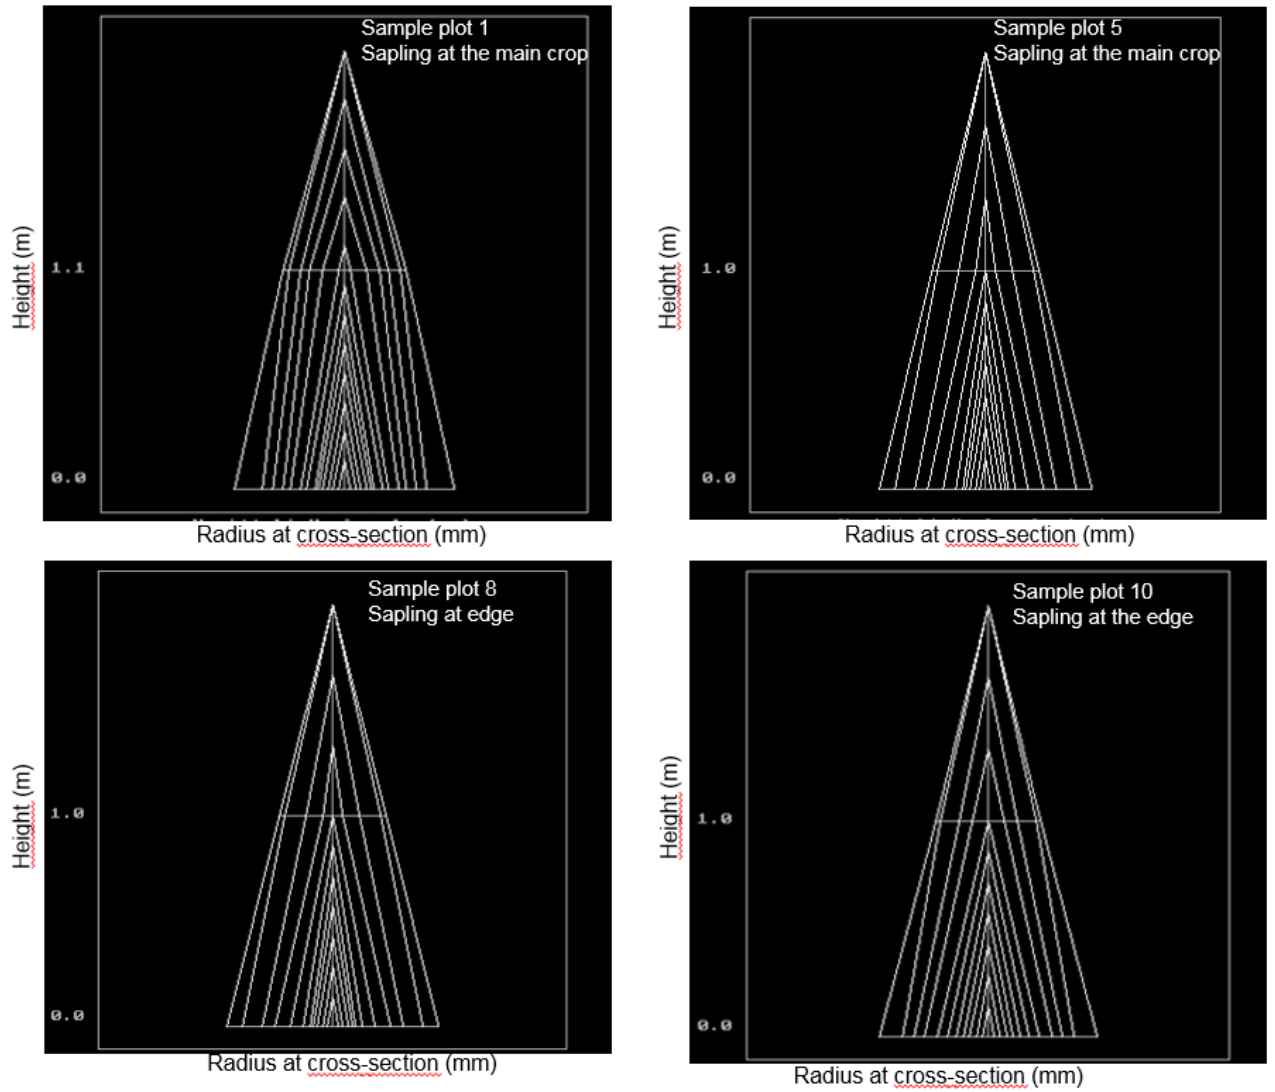 Sample plot 1
Sapling at the main crop
Height (m)
1.1
0.0
Radius at cross-section (mm)
Sample plot 5
Sapling at the main crop
Height (m)
1.0
0.0
Radius at cross-section (mm)
Sample plot 8
Sapling at edge
Height (m)
1.0
0.0
Radius at cross-section (mm)
Sample plot 10
Sapling at the edge
Height (m)
1.0
0.0
Radius at cross-section (mm)